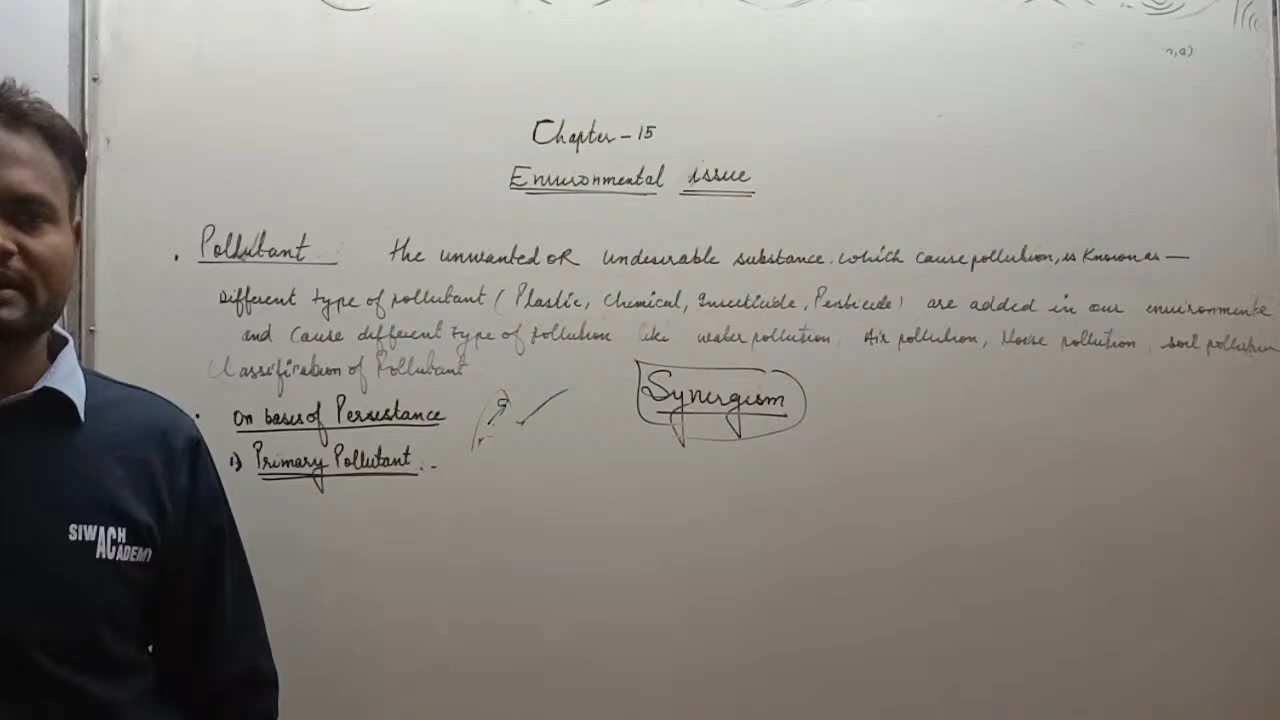 Chapter - 15
Environmental issue
. Pollutant : the unwanted OR undesirable substance. which cause pollution, is Known as —
Different type of pollutant ( Plastic, Chemical, Insecticide, Pesticide) are added in our environmente
and cause different type of Pollution like water pollution, Air pollution, Noise pollution, soil pollution
Classification of Pollutant
Synergism
. On basis of Persistance
1) Primary Pollutant :-
SIWACH
ACADEMY